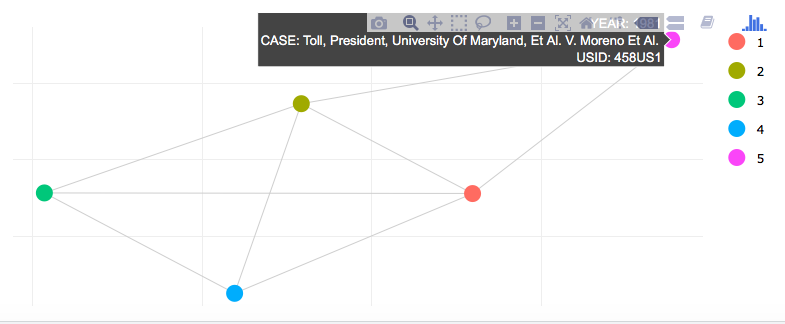 YEAR: 1981
CASE: Toll, President, University Of Maryland, Et Al. V. Moreno Et Al.
USID: 458US1
1
2
3
4
5